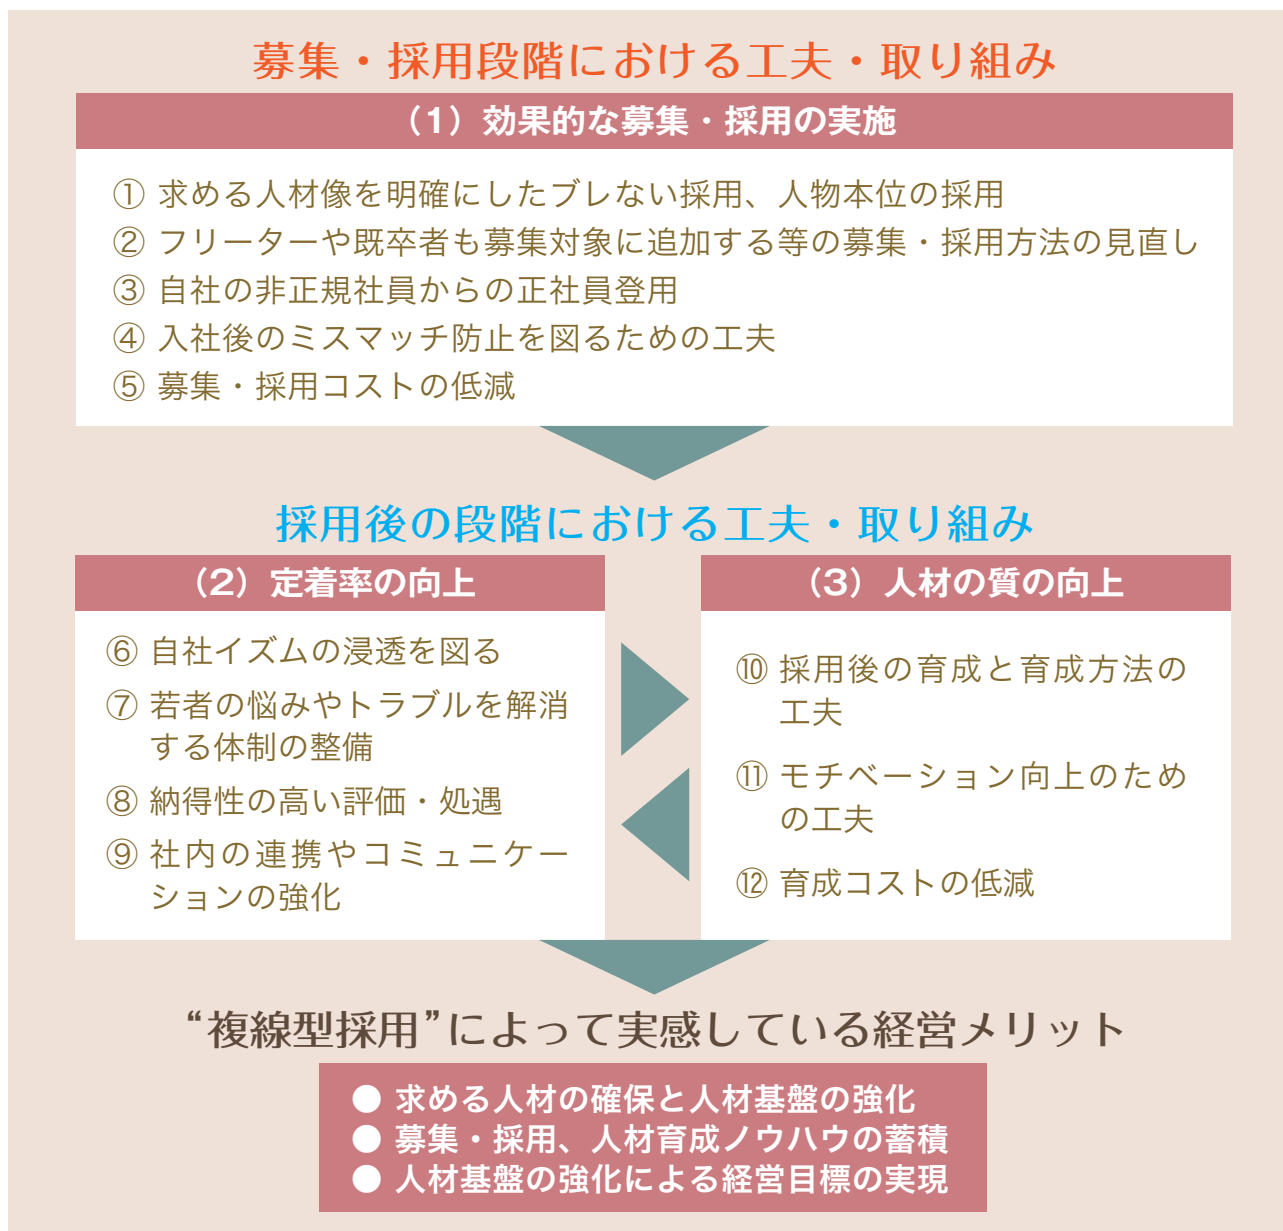 募集・採用段階における工夫・取り組み
（1）効果的な募集・採用の実施
① 求める人材像を明確にしたブレない採用、人物本位の採用
② フリーターや既卒者も募集対象に追加する等の募集・採用方法の見直し
③ 自社の非正規社員からの正社員登用
④ 入社後のミスマッチ防止を図るための工夫
⑤ 募集・採用コストの低減
採用後の段階における工夫・取り組み
（2）定着率の向上
⑥ 自社イズムの浸透を図る
⑦ 若者の悩みやトラブルを解消
する体制の整備
⑧ 納得性の高い評価・処遇
⑨ 社内の連携やコミュニケー
ションの強化
（3）人材の質の向上
⑩ 採用後の育成と育成方法の
工夫
⑪ モチベーション向上のため
の工夫
⑫ 育成コストの低減
“複線型採用”によって実感している経営メリット
● 求める人材の確保と人材基盤の強化
● 募集・採用、人材育成ノウハウの蓄積
● 人材基盤の強化による経営目標の実現